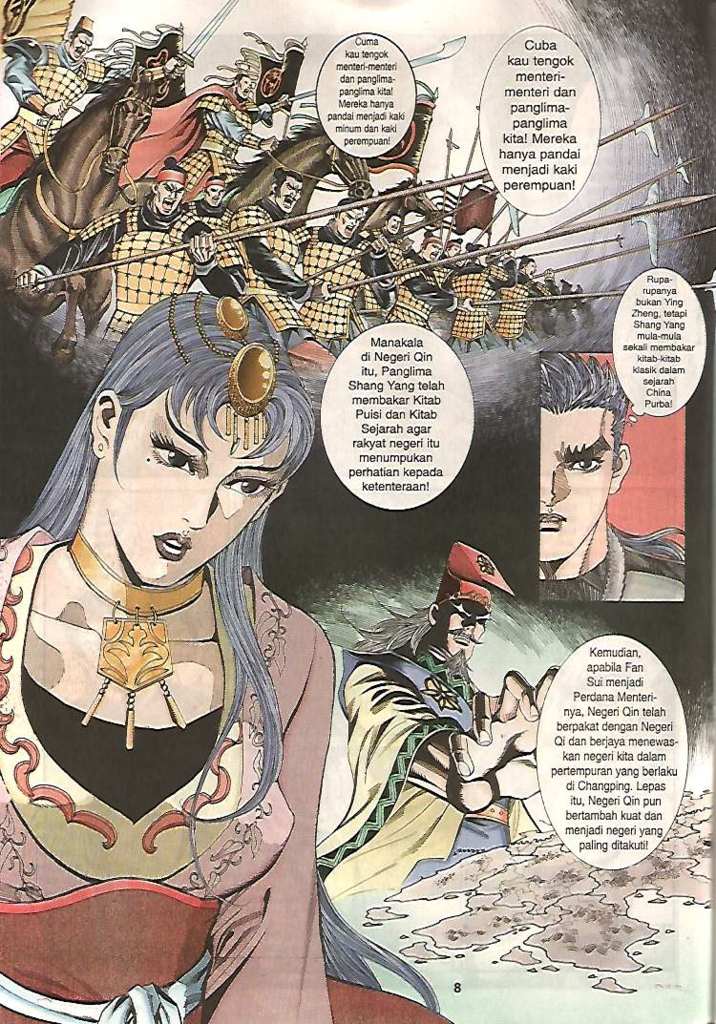 Cuma
kau tengok
menteri-menteri
dan panglima-
panglima kita!
Mereka hanya
pandai menjadi kaki
minum dan kaki
perempuan!
Cuba
kau tengok
menteri-
menteri dan
panglima-
panglima
kita! Mereka
hanya pandai
menjadi kaki
perempuan!
Rupa-
rupanya
bukan Ying
Zheng, tetapi
Shang Yang
mula-mula
sekali membakar
kitab-kitab
klasik dalam
sejarah
China
Purba!
Manakala
di Negeri Qin
itu, Panglima
Shang Yang telah
membakar Kitab
Puisi dan Kitab
Sejarah agar
rakyat negeri itu
menumpukan
perhatian kepada
ketenteraan!
Kemudian,
apabila Fan
Sui menjadi
Perdana Menteri-
nya, Negeri Qin telah
berpakat dengan Negeri
Qi dan berjaya menewas-
kan negeri kita dalam
pertempuran yang berlaku
di Changping. Lepas
itu, Negeri Qin pun
bertambah kuat dan
menjadi negeri yang
paling ditakuti!
8